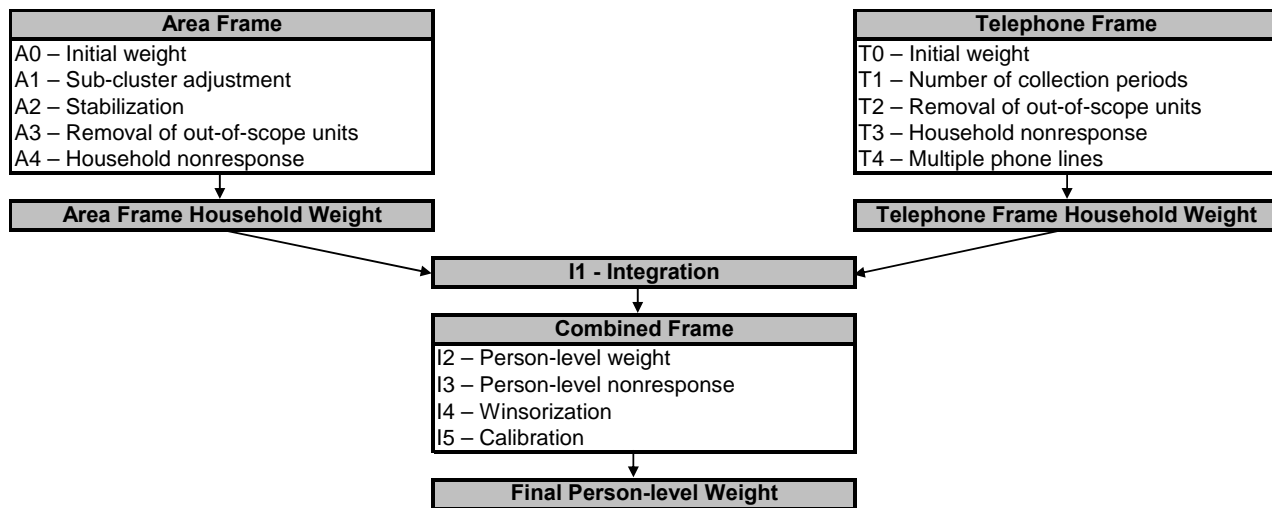 Area Frame
A0 – Initial weight
A1 – Sub-cluster adjustment
A2 – Stabilization
A3 – Removal of out-of-scope units
A4 – Household nonresponse
Area Frame Household Weight
Telephone Frame
T0 – Initial weight
T1 – Number of collection periods
T2 – Removal of out-of-scope units
T3 – Household nonresponse
T4 – Multiple phone lines
Telephone Frame Household Weight
I1 - Integration
Combined Frame
I2 – Person-level weight
I3 – Person-level nonresponse
I4 – Winsorization
I5 – Calibration
Final Person-level Weight